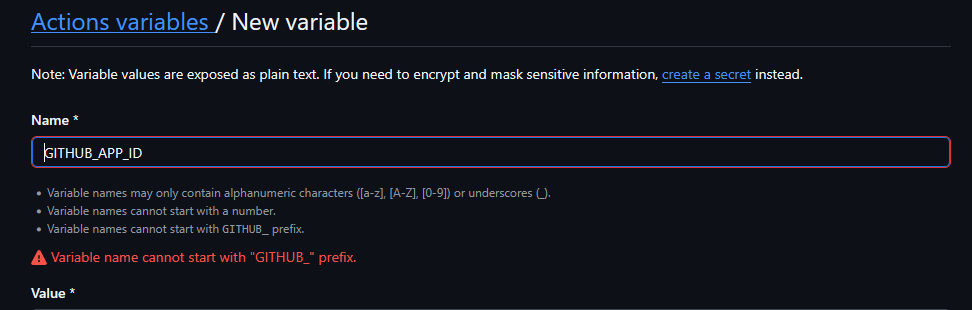 Actions variables / New variable
Note: Variable values are exposed as plain text. If you need to encrypt and mask sensitive information, create a secret instead.
Name *
GITHUB_APP_ID
• Variable names may only contain alphanumeric characters ([a-z], [A-Z], [0-9]) or underscores (_).
• Variable names cannot start with a number.
• Variable names cannot start with GITHUB_ prefix.
Variable name cannot start with "GITHUB_" prefix.
Value *